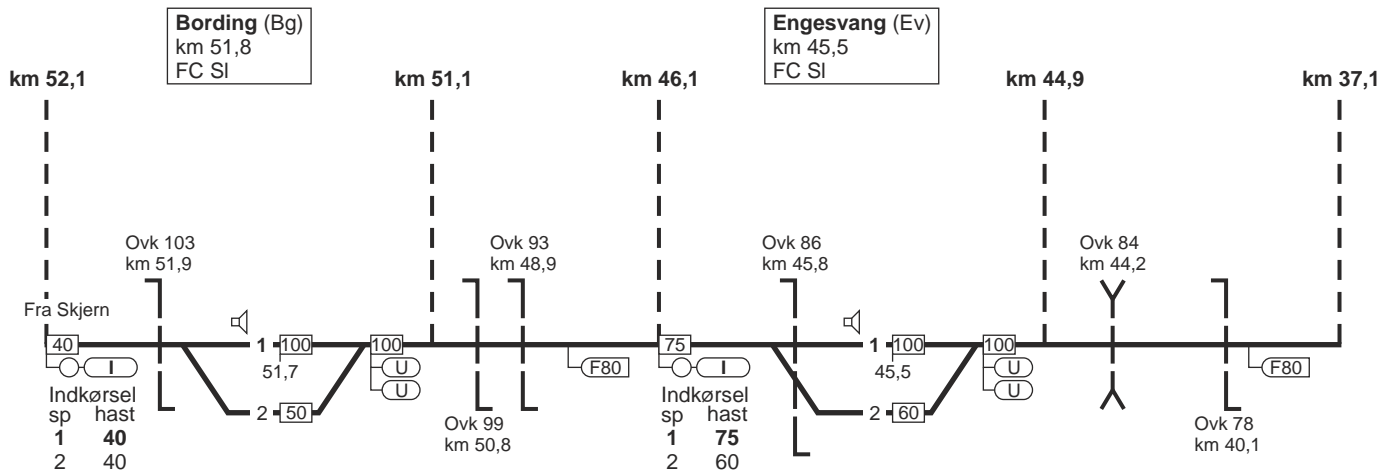 Bording (Bg)
km 51,8
FC SI
Engesvang (Ev)
km 45,5
FC SI
km 52,1
km 51,1
km 46,1
km 44,9
km 37,1
Ovk 103
km 51,9
Ovk 93
km 48,9
Ovk 86
km 45,8
Ovk 84
km 44,2
Fra Skjern
40
1
100
100
75
1
100
100
I
51,7
U
F80
I
45,5
U
F80
U
U
Indkørsel
sp hast
1 40
2 40
2
50
Ovk 99
km 50,8
Indkørsel
sp hast
1 75
2 60
2
60
Ovk 78
km 40,1